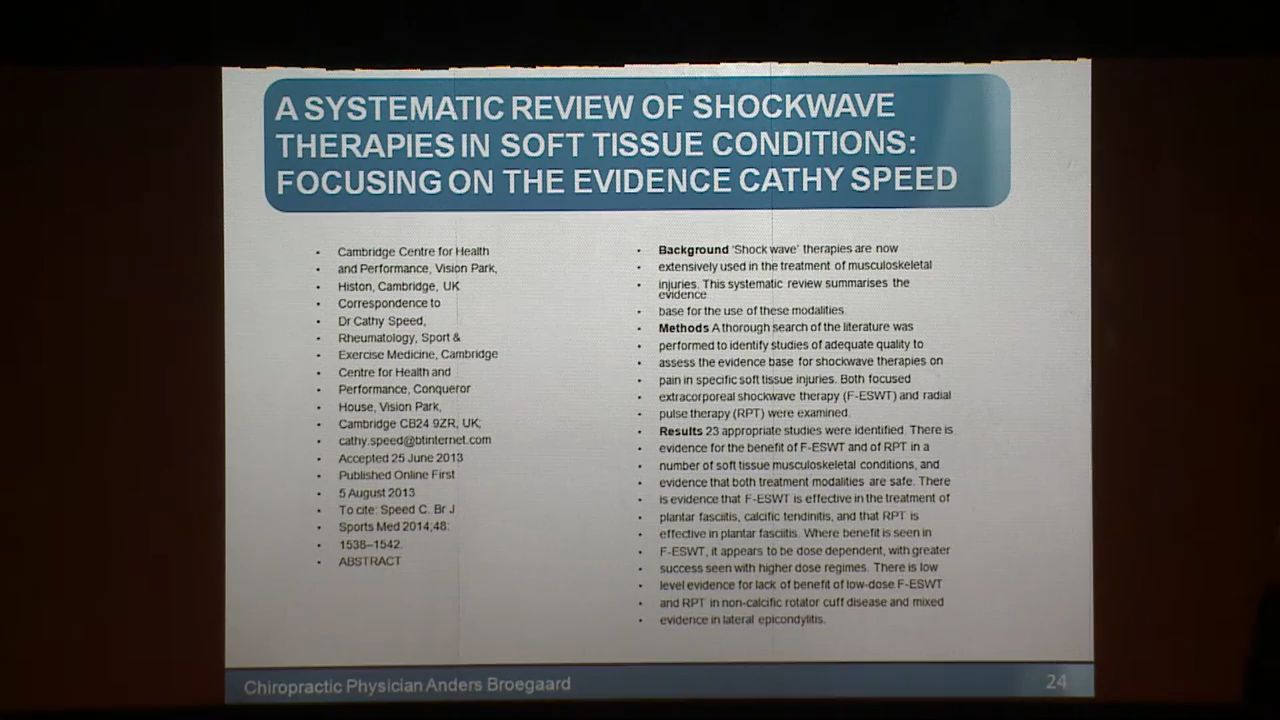 A SYSTEMATIC REVIEW OF SHOCKWAVE
THERAPIES IN SOFT TISSUE CONDITIONS:
FOCUSING ON THE EVIDENCE CATHY SPEED
• Cambridge Centre for Health
• and Performance, Vision Park,
• Histon, Cambridge, UK
• Correspondence to
• Dr Cathy Speed,
• Rheumatology, Sport &
• Exercise Medicine, Cambridge
• Centre for Health and
• Performance, Conqueror
• House, Vision Park,
• Cambridge CB24 9ZR, UK;
• cathy.speed@btinternet.com
• Accepted 25 June 2013
• Published Online First
• 5 August 2013
• To cite: Speed C. Br J
• Sports Med 2014;48:
• 1538–1542.
• ABSTRACT
• Background ‘Shock wave’ therapies are now
• extensively used in the treatment of musculoskeletal
• injuries. This systematic review summarises the
evidence
• base for the use of these modalities.
• Methods A thorough search of the literature was
• performed to identify studies of adequate quality to
• assess the evidence base for shockwave therapies on
• pain in specific soft tissue injuries. Both focused
• extracorporeal shockwave therapy (F-ESWT) and radial
• pulse therapy (RPT) were examined.
• Results 23 appropriate studies were identified. There is
• evidence for the benefit of F-ESWT and of RPT in a
• number of soft tissue musculoskeletal conditions, and
• evidence that both treatment modalities are safe. There
• is evidence that F-ESWT is effective in the treatment of
• plantar fasciitis, calcific tendinitis, and that RPT is
• effective in plantar fasciitis. Where benefit is seen in
• F-ESWT, it appears to be dose dependent, with greater
• success seen with higher dose regimes. There is low
• level evidence for lack of benefit of low-dose F-ESWT
• and RPT in non-calcific rotator cuff disease and mixed
• evidence in lateral epicondylitis.
Chiropractic Physician Anders Broegaard
24